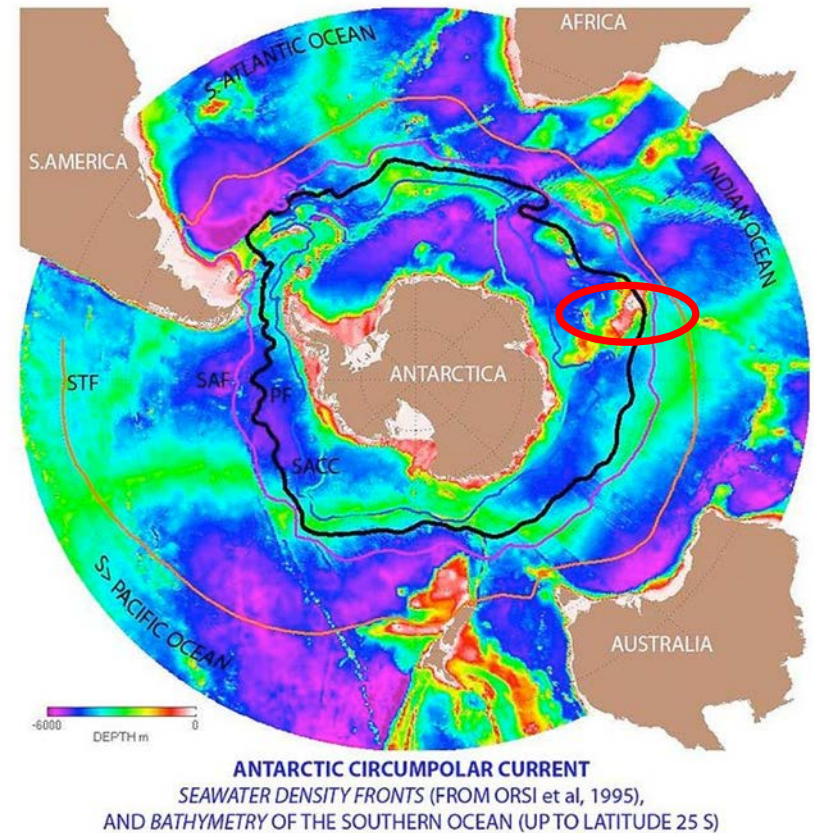 AFRICA
S. ATLANTIC OCEAN
S.AMERICA
INDIAN OCEAN
ANTARCTICA
STF
SAF
PF
SACC
S> PACIFIC OCEAN
AUSTRALIA
-6000 0
DEPTH m
ANTARCTIC CIRCUMPOLAR CURRENT
SEAWATER DENSITY FRONTS (FROM ORSI et al, 1995),
AND BATHYMETRY OF THE SOUTHERN OCEAN (UP TO LATITUDE 25 S)